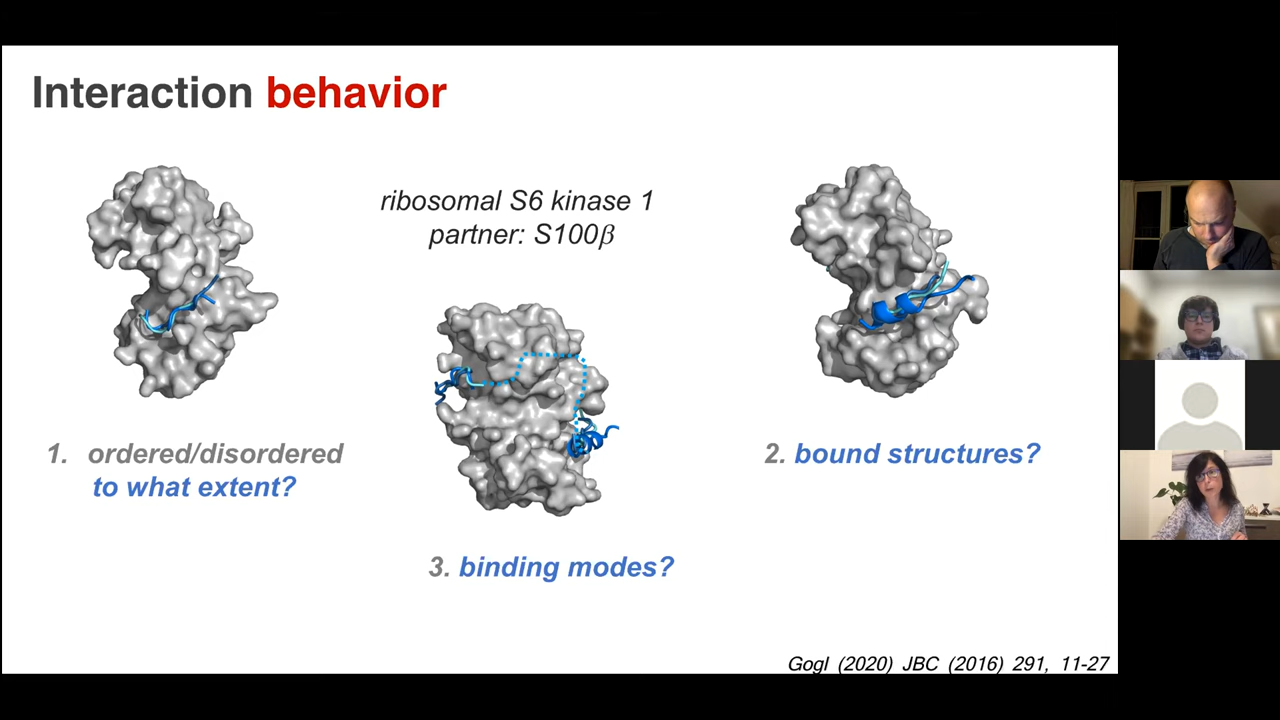 Interaction behavior
ribosomal S6 kinase 1
partner: S100β
1. ordered/disordered
to what extent?
2. bound structures?
3. binding modes?
Gogl (2020) JBC (2016) 291, 11-27